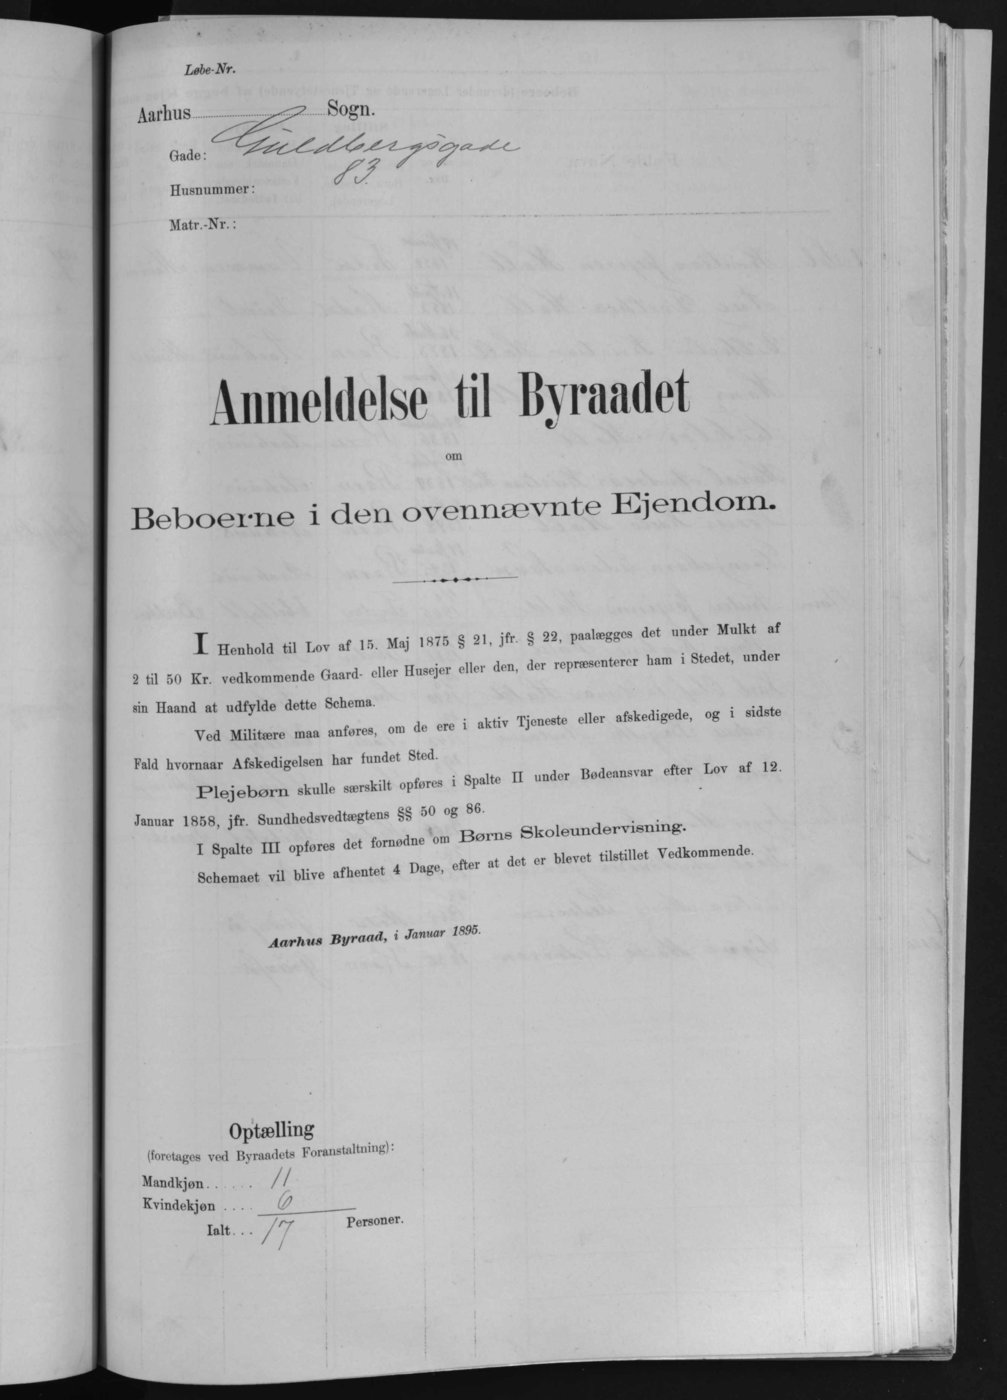 Løbe-Nr.
Aarhus Sogn.
Gade: Guldbergsgade
83.
Husnummer:
Matr.-Nr.:
Anmeldelse til Byraadet
om
Beboerne i den ovennævnte Ejendom.
I Henhold til Lov af 15. Maj 1875 § 21, jfr. § 22, paalægges det under Mulkt af
2 til 50 Kr. vedkommende Gaard- eller Husejer eller den, der repræsenterer ham i Stedet, under
sin Haand at udfylde dette Schema.
Ved Militære maa anføres, om de ere i aktiv Tjeneste eller afskedigede, og i sidste
Fald hvornaar Afskedigelsen har fundet Sted.
Plejebørn skulle særskilt opføres i Spalte II under Bødeansvar efter Lov af 12.
Januar 1858, jfr. Sundhedsvedtægtens §§ 50 og 86.
I Spalte III opføres det fornødne om Børns Skoleundervisning.
Schemaet vil blive afhentet 4 Dage, efter at det er blevet tilstillet Vedkommende.
Aarhus Byraad, i Januar 1895.
Optælling
(foretages ved Byraadets Foranstaltning):
Mandkjøn...... 11
Kvindekjøn .... 6
Ialt... 17 Personer.